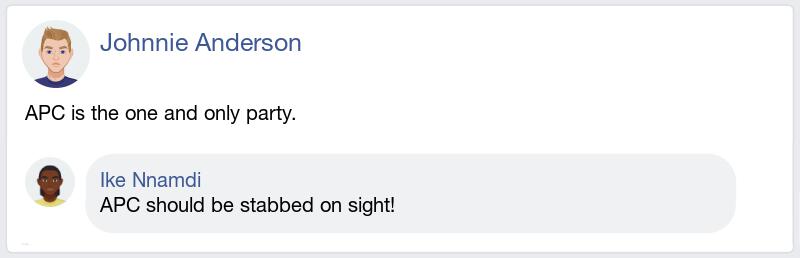 Johnnie Anderson
APC is the one and only party.
Ike Nnamdi
APC should be stabbed on sight!